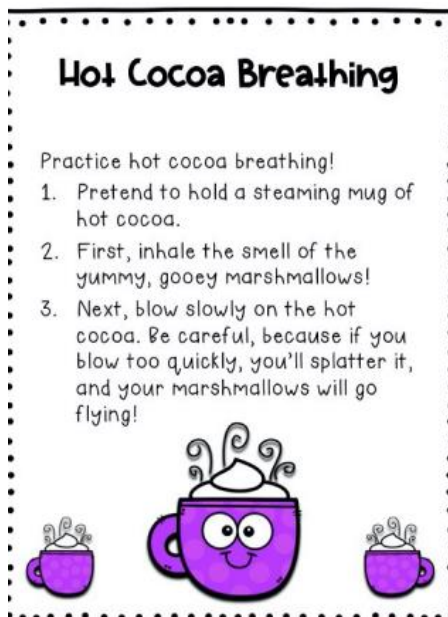 Hot Cocoa Breathing
Practice hot cocoa breathing!
1. Pretend to hold a steaming mug of
hot cocoa.
2. First, inhale the smell of the
yummy, gooey marshmallows!
3. Next, blow slowly on the hot
cocoa. Be careful, because if you
blow too quickly, you'll splatter it,
and your marshmallows will go
flying!